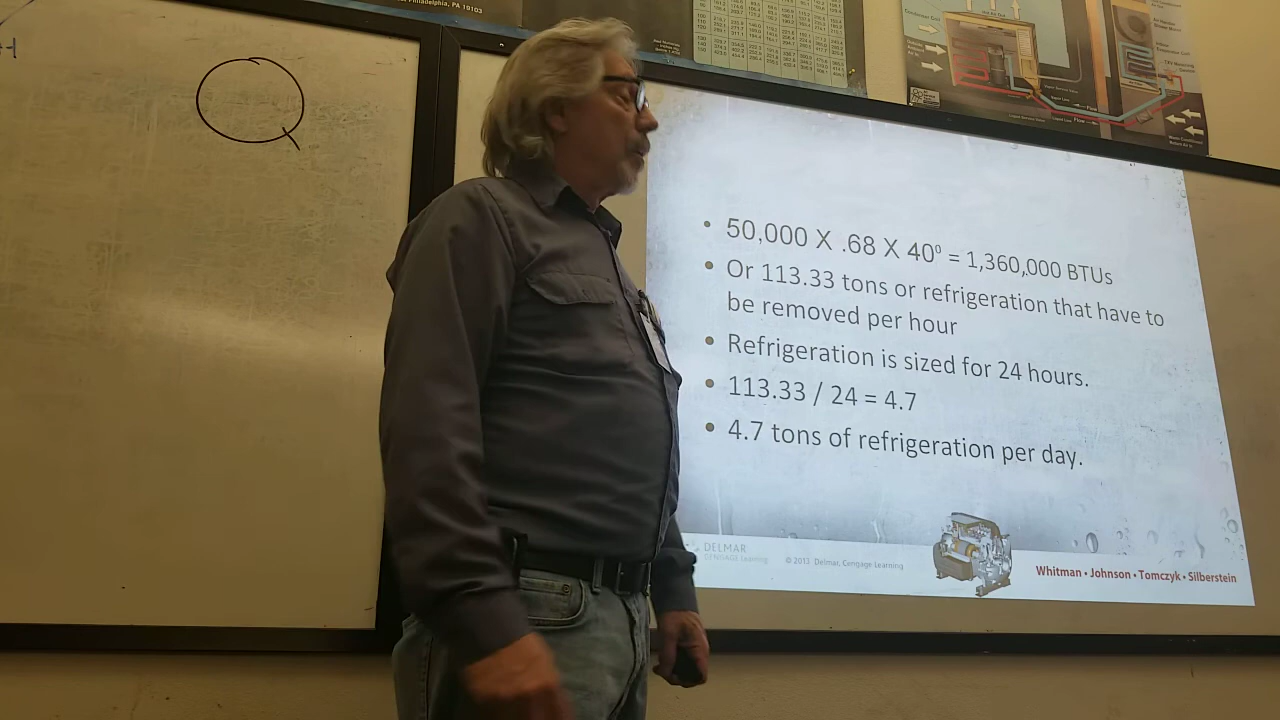 Philadelphia, PA 19103
Q
50,000 X .68 X 40⁰ = 1,360,000 BTUs
Or 113.33 tons or refrigeration that have to
be removed per hour
Refrigeration is sized for 24 hours.
113.33 / 24 = 4.7
4.7 tons of refrigeration per day.
DELMAR
CENGAGE Learning
© 2013 Delmar, Cengage Learning
Whitman • Johnson • Tomczyk • Silberstein